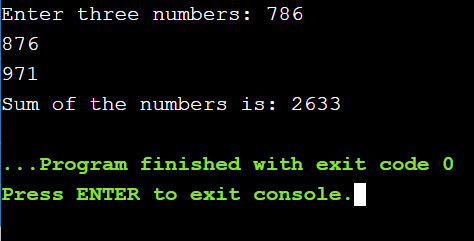 Enter three numbers: 786
876
971
Sum of the numbers is: 2633
...Program finished with exit code 0
Press ENTER to exit console.